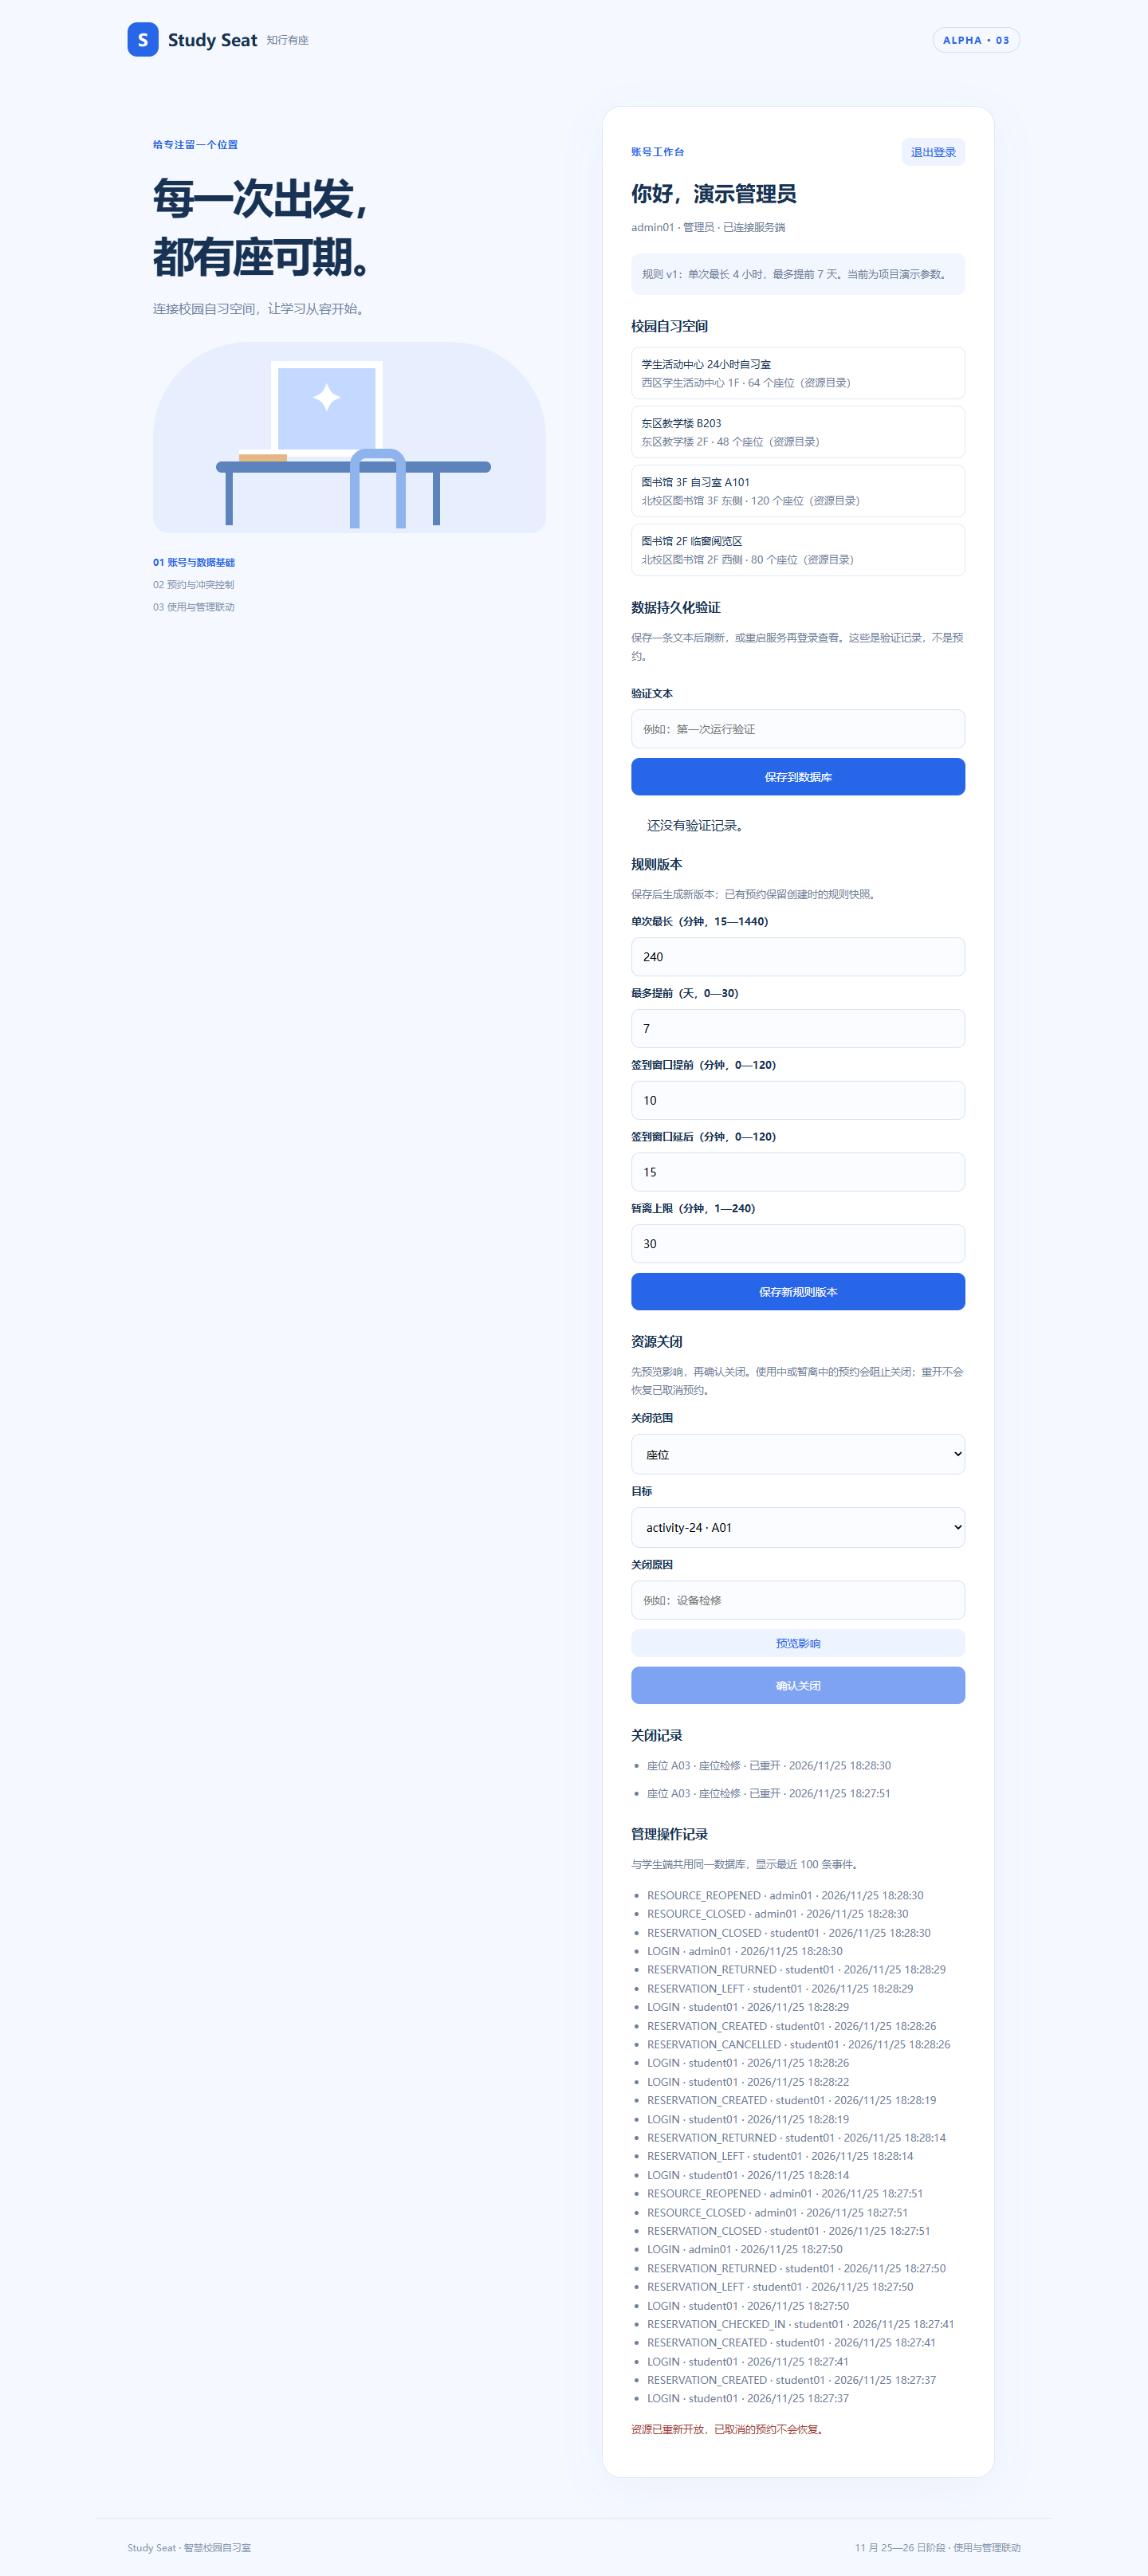 S Study Seat 知行有座
ALPHA · 03
给专注留一个位置
每一次出发，
都有座可期。
连接校园自习空间，让学习从容开始。
01 账号与数据基础
02 预约与冲突控制
03 使用与管理联动
账号工作台
退出登录
你好，演示管理员
admin01 · 管理员 · 已连接服务端
规则 v1：单次最长 4 小时，最多提前 7 天。当前为项目演示参数。
校园自习空间
学生活动中心 24小时自习室
西区学生活动中心 1F · 64 个座位（资源目录）
东区教学楼 B203
东区教学楼 2F · 48 个座位（资源目录）
图书馆 3F 自习室 A101
北校区图书馆 3F 东侧 · 120 个座位（资源目录）
图书馆 2F 临窗阅览区
北校区图书馆 2F 西侧 · 80 个座位（资源目录）
数据持久化验证
保存一条文本后刷新，或重启服务再登录查看。这些是验证记录，不是预
约。
验证文本
例如：第一次运行验证
保存到数据库
还没有验证记录。
规则版本
保存后生成新版本；已有预约保留创建时的规则快照。
单次最长（分钟，15—1440）
240
最多提前（天，0—30）
7
签到窗口提前（分钟，0—120）
10
签到窗口延后（分钟，0—120）
15
暂离上限（分钟，1—240）
30
保存新规则版本
资源关闭
先预览影响，再确认关闭。使用中或暂离中的预约会阻止关闭；重开不会
恢复已取消预约。
关闭范围
座位
目标
activity-24 · A01
关闭原因
例如：设备检修
预览影响
确认关闭
关闭记录
• 座位 A03 · 座位检修 · 已重开 · 2026/11/25 18:28:30
• 座位 A03 · 座位检修 · 已重开 · 2026/11/25 18:27:51
管理操作记录
与学生端共用同一数据库，显示最近 100 条事件。
• RESOURCE_REOPENED · admin01 · 2026/11/25 18:28:30
• RESOURCE_CLOSED · admin01 · 2026/11/25 18:28:30
• RESERVATION_CLOSED · student01 · 2026/11/25 18:28:30
• LOGIN · admin01 · 2026/11/25 18:28:30
• RESERVATION_RETURNED · student01 · 2026/11/25 18:28:29
• RESERVATION_LEFT · student01 · 2026/11/25 18:28:29
• LOGIN · student01 · 2026/11/25 18:28:29
• RESERVATION_CREATED · student01 · 2026/11/25 18:28:26
• RESERVATION_CANCELLED · student01 · 2026/11/25 18:28:26
• LOGIN · student01 · 2026/11/25 18:28:26
• LOGIN · student01 · 2026/11/25 18:28:22
• RESERVATION_CREATED · student01 · 2026/11/25 18:28:19
• LOGIN · student01 · 2026/11/25 18:28:19
• RESERVATION_RETURNED · student01 · 2026/11/25 18:28:14
• RESERVATION_LEFT · student01 · 2026/11/25 18:28:14
• LOGIN · student01 · 2026/11/25 18:28:14
• RESOURCE_REOPENED · admin01 · 2026/11/25 18:27:51
• RESOURCE_CLOSED · admin01 · 2026/11/25 18:27:51
• RESERVATION_CLOSED · student01 · 2026/11/25 18:27:51
• LOGIN · admin01 · 2026/11/25 18:27:50
• RESERVATION_RETURNED · student01 · 2026/11/25 18:27:50
• RESERVATION_LEFT · student01 · 2026/11/25 18:27:50
• LOGIN · student01 · 2026/11/25 18:27:50
• RESERVATION_CHECKED_IN · student01 · 2026/11/25 18:27:41
• RESERVATION_CREATED · student01 · 2026/11/25 18:27:41
• LOGIN · student01 · 2026/11/25 18:27:41
• RESERVATION_CREATED · student01 · 2026/11/25 18:27:37
• LOGIN · student01 · 2026/11/25 18:27:37
资源已重新开放，已取消的预约不会恢复。
Study Seat · 智慧校园自习室
11 月 25—26 日阶段 · 使用与管理联动